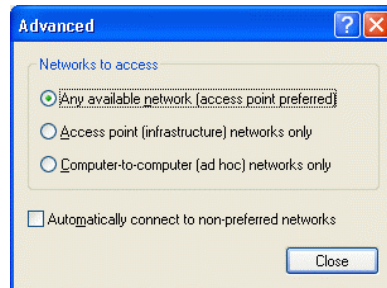 Advanced
Networks to access
Any available network (access point preferred)
Access point (infrastructure) networks only
Computer-to-computer (ad hoc) networks only
Automatically connect to non-preferred networks
Close